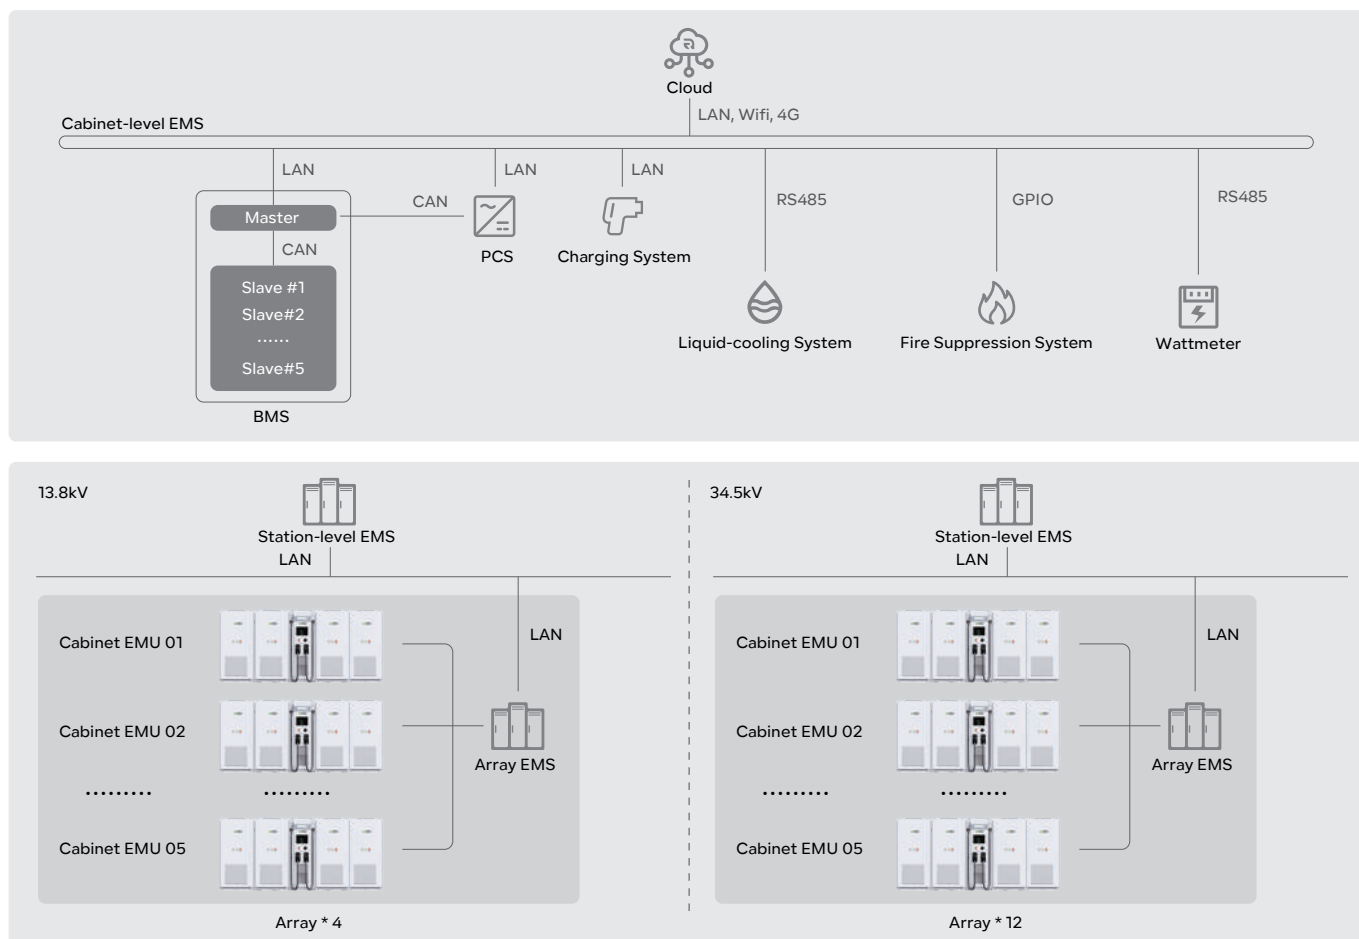 Cloud
LAN, Wifi, 4G
Cabinet-level EMS
LAN
LAN
LAN
RS485
GPIO
RS485
CAN
Master
CAN
Slave #1
Slave#2
......
Slave#5
BMS
PCS
Charging System
Liquid-cooling System
Fire Suppression System
Wattmeter
13.8kV
Station-level EMS
LAN
LAN
Cabinet EMU 01
Cabinet EMU 02
.........
.........
Cabinet EMU 05
Array EMS
Array * 4
34.5kV
Station-level EMS
LAN
LAN
Cabinet EMU 01
Cabinet EMU 02
.........
.........
Cabinet EMU 05
Array EMS
Array * 12